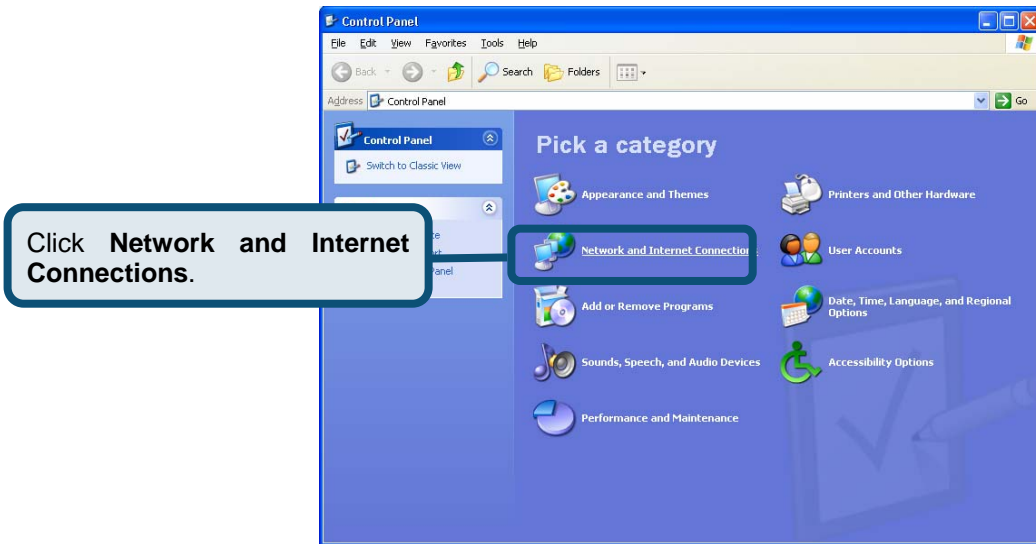 Control Panel
File Edit View Favorites Tools Help
Back Search Folders
Address Control Panel Go
Control Panel
Switch to Classic View
Pick a category
Appearance and Themes
Printers and Other Hardware
Network and Internet Connections
User Accounts
Add or Remove Programs
Date, Time, Language, and Regional
Options
Sounds, Speech, and Audio Devices
Accessibility Options
Performance and Maintenance
Click Network and Internet
Connections.